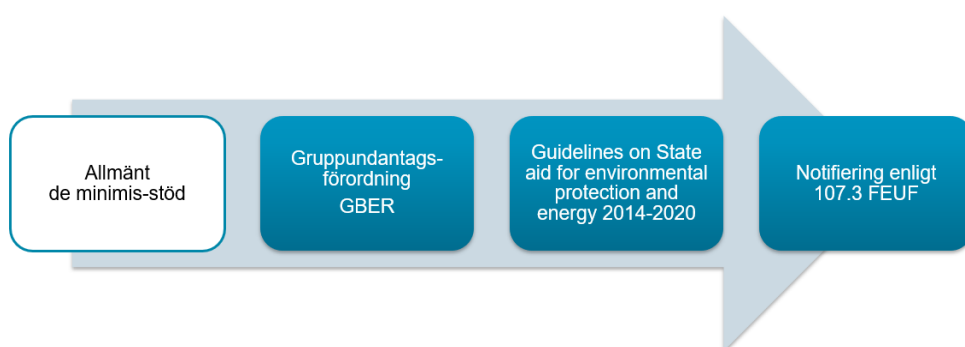 Allmänt
de minimis-stöd
Gruppundantags-
förordning
GBER
Guidelines on State
aid for environmental
protection and
energy 2014-2020
Notifiering enligt
107.3 FEUF